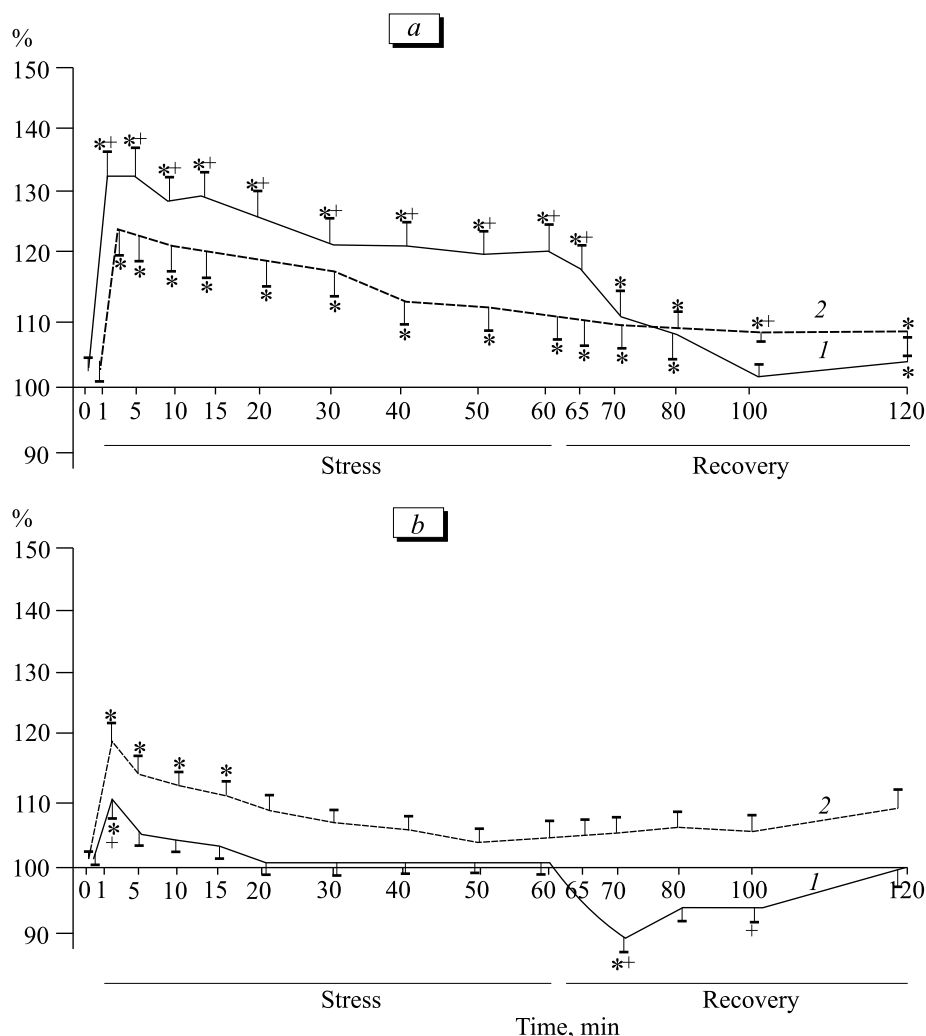 a
%
150
140
*+ *+ *+ *+ *+ *+ *+ *+ *+ *+
130
120
* * * * * * * * * * * *+ *
110
2
1
* * * * *
100
0 1 5 10 15 20 30 40 50 60 65 70 80 100 120
90
Stress Recovery
b
%
150
140
130
120
* * * *
110
2
*
+
100
0 1 5 10 15 20 30 40 50 60 65 70 80 100 120
1
90
+
*+
Stress Recovery
Time, min